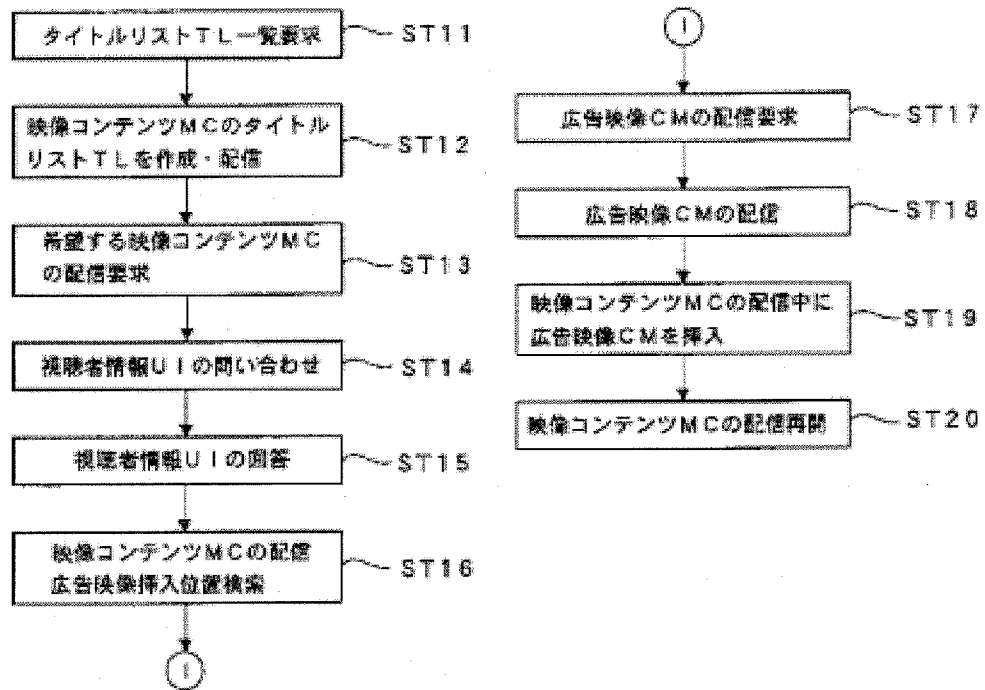 タイトルリストTL一覧要求
ST11
映像コンテンツMCのタイトル
リストTLを作成・配信
ST12
希望する映像コンテンツMC
の配信要求
ST13
視聴者情報UIの問い合わせ
ST14
視聴者情報UIの回答
ST15
映像コンテンツMCの配信
広告映像挿入位置検索
ST16
1
1
広告映像CMの配信要求
ST17
広告映像CMの配信
ST18
映像コンテンツMCの配信中に
広告映像CMを挿入
ST19
映像コンテンツMCの配信再開
ST20